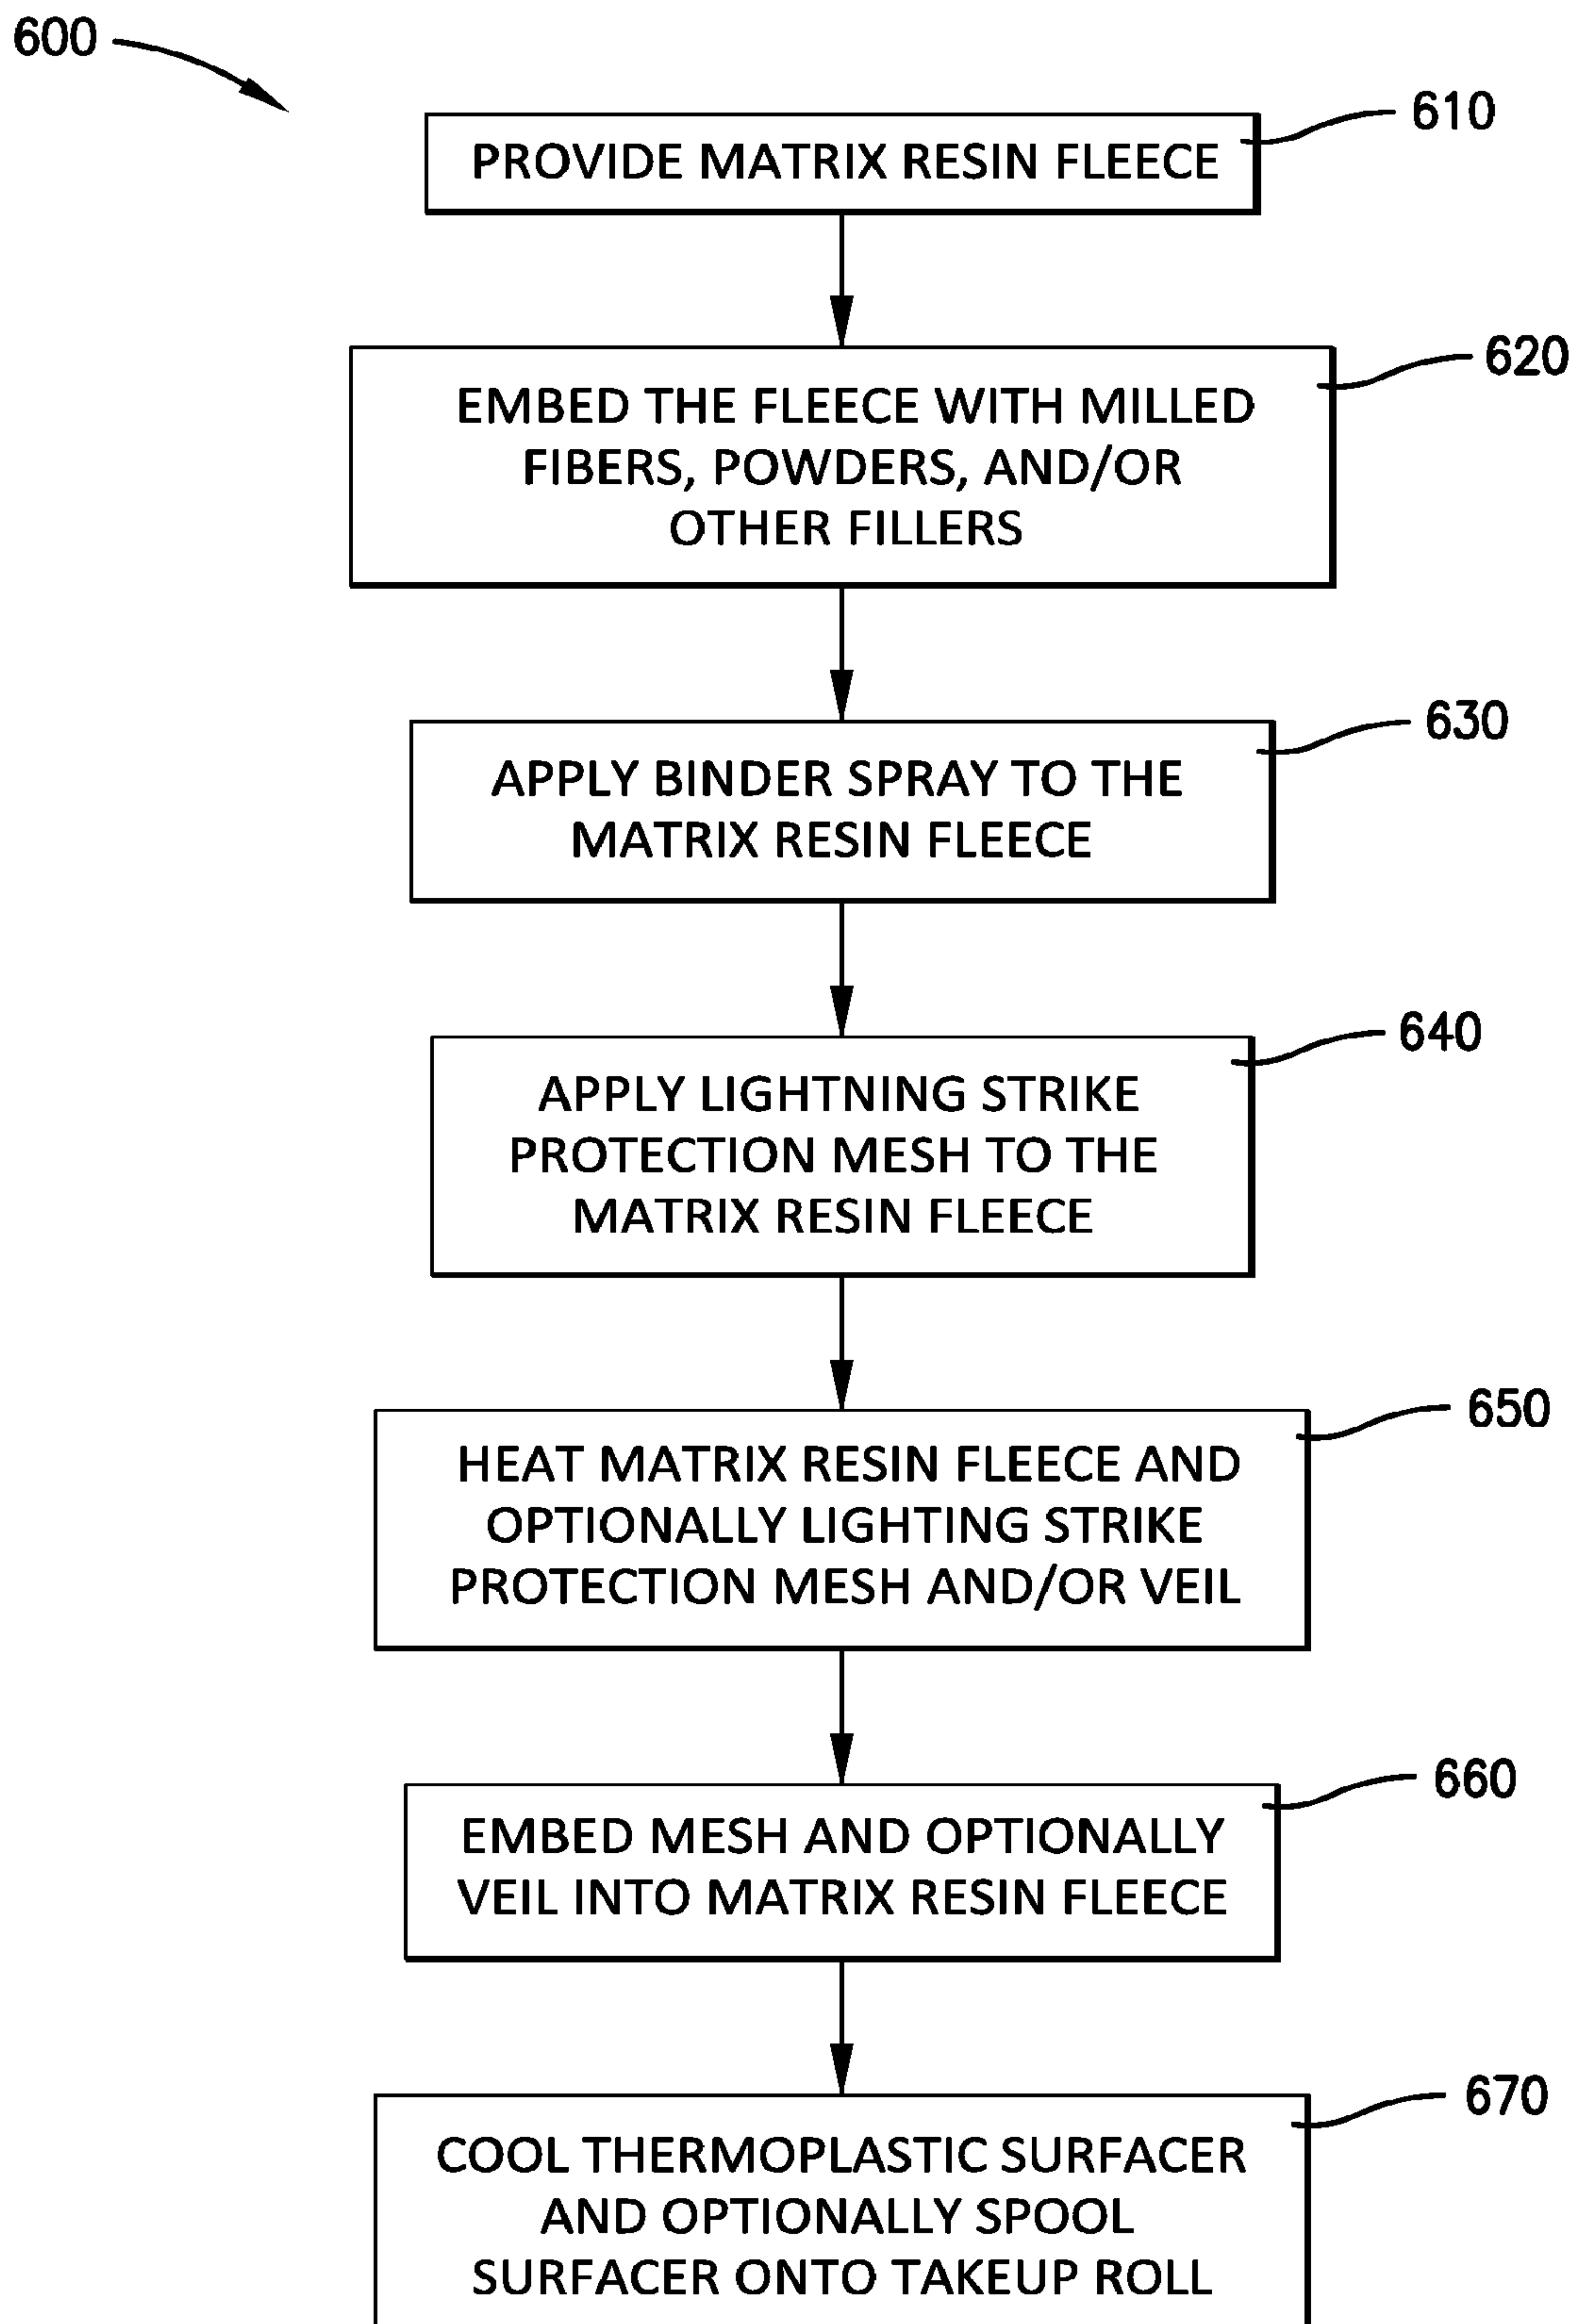 600
610
PROVIDE MATRIX RESIN FLEECE
620
EMBED THE FLEECE WITH MILLED
FIBERS, POWDERS, AND/OR
OTHER FILLERS
630
APPLY BINDER SPRAY TO THE
MATRIX RESIN FLEECE
640
APPLY LIGHTNING STRIKE
PROTECTION MESH TO THE
MATRIX RESIN FLEECE
650
HEAT MATRIX RESIN FLEECE AND
OPTIONALLY LIGHTING STRIKE
PROTECTION MESH AND/OR VEIL
660
EMBED MESH AND OPTIONALLY
VEIL INTO MATRIX RESIN FLEECE
670
COOL THERMOPLASTIC SURFACER
AND OPTIONALLY SPOOL
SURFACER ONTO TAKEUP ROLL